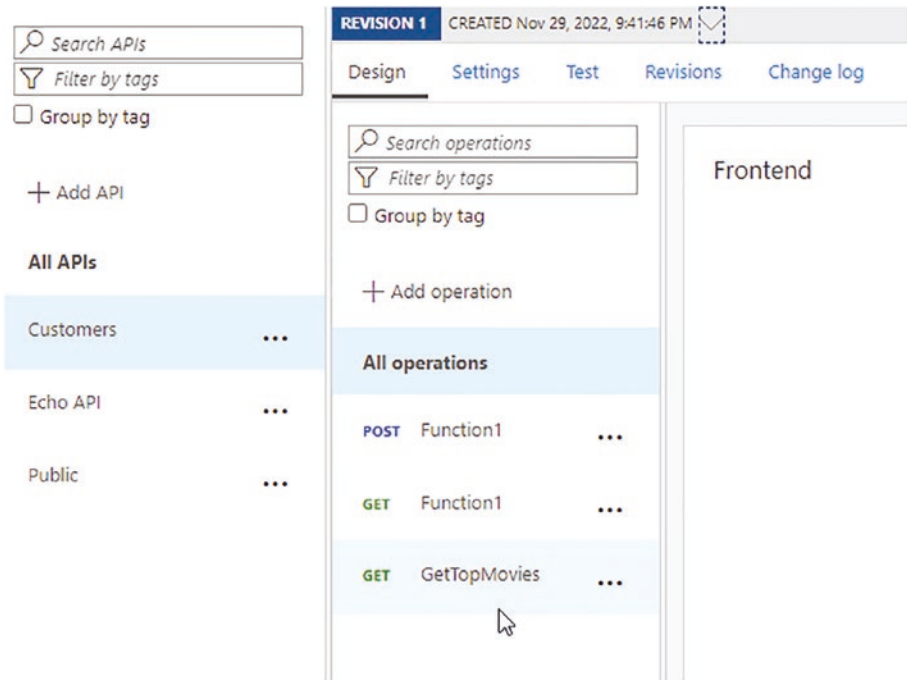 Search APIs
Filter by tags
Group by tag
+ Add API
All APIs
Customers ...
Echo API ...
Public ...
REVISION 1 CREATED Nov 29, 2022, 9:41:46 PM
Design Settings Test Revisions Change log
Search operations
Filter by tags
Group by tag
+ Add operation
All operations
POST Function1 ...
GET Function1 ...
GET GetTopMovies ...
Frontend